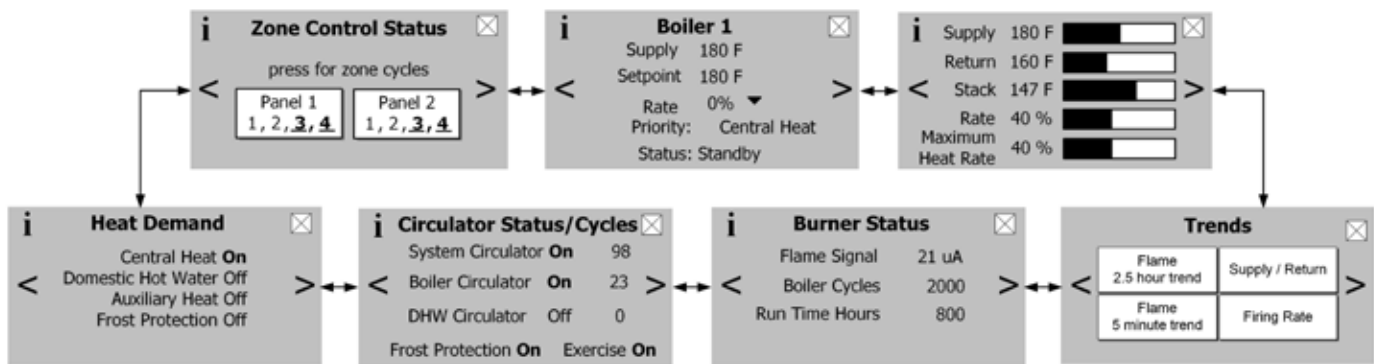 i Zone Control Status
press for zone cycles
< >
Panel 1
1, 2, 3, 4
Panel 2
1, 2, 3, 4
i Boiler 1
Supply 180 F
Setpoint 180 F
Rate 0%
Priority: Central Heat
Status: Standby
i
Supply 180 F
Return 160 F
< >
Stack 147 F
Rate 40 %
Maximum
Heat Rate 40 %
i Heat Demand
Central Heat On
Domestic Hot Water Off
< >
Auxiliary Heat Off
Frost Protection Off
i Circulator Status/Cycles
System Circulator On 98
Boiler Circulator On 23
< >
DHW Circulator Off 0
Frost Protection On Exercise On
i Burner Status
Flame Signal 21 uA
< >
Boiler Cycles 2000
Run Time Hours 800
Trends
Flame
2.5 hour trend
Supply / Return
< >
Flame
5 minute trend
Firing Rate